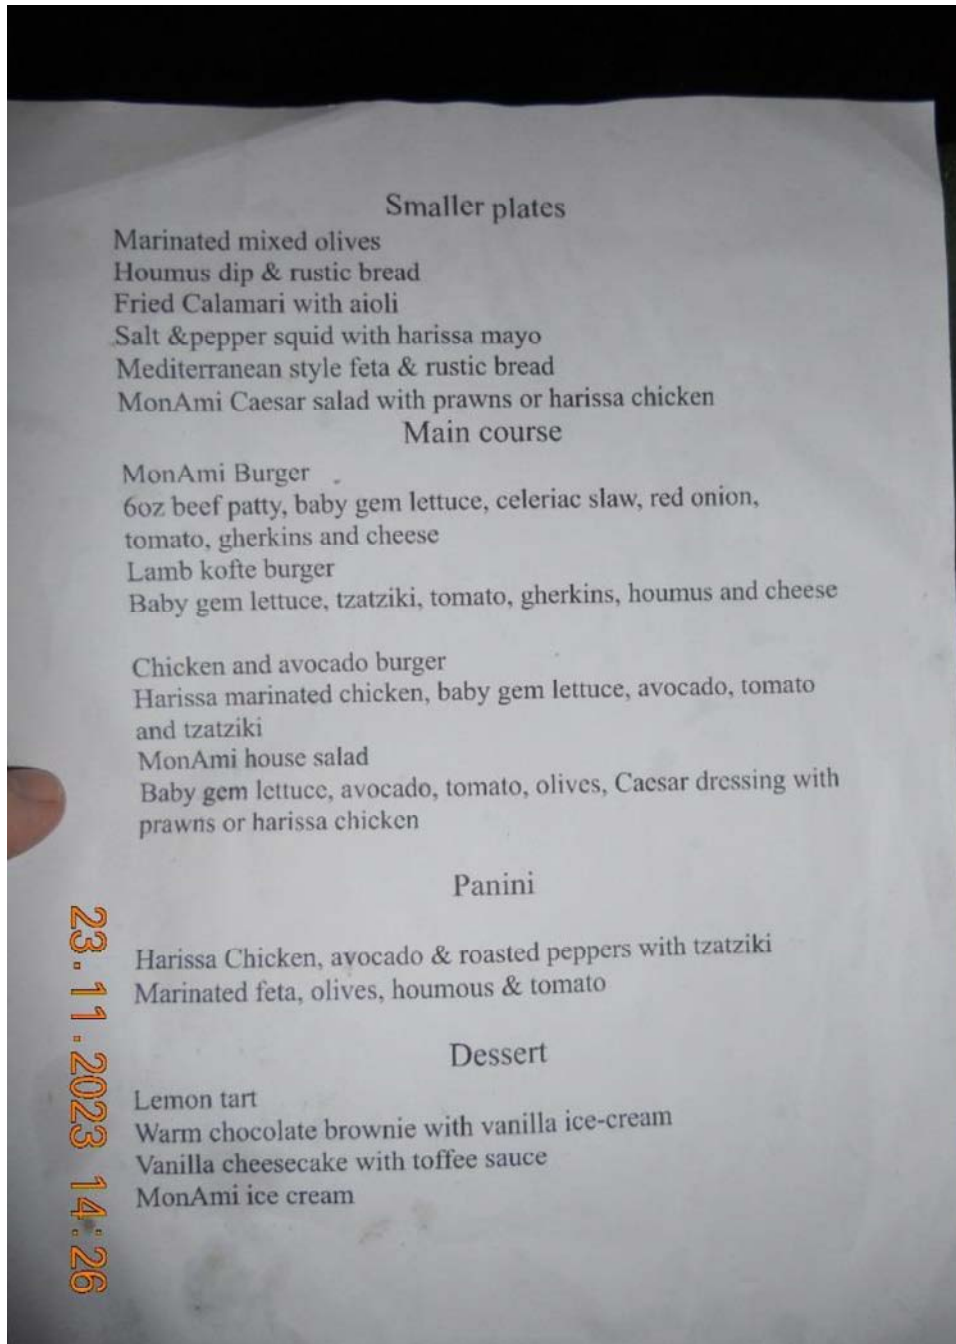 Smaller plates
Marinated mixed olives
Houmus dip & rustic bread
Fried Calamari with aioli
Salt &pepper squid with harissa mayo
Mediterranean style feta & rustic bread
MonAmi Caesar salad with prawns or harissa chicken
Main course
MonAmi Burger
6oz beef patty, baby gem lettuce, celeriac slaw, red onion,
tomato, gherkins and cheese
Lamb kofte burger
Baby gem lettuce, tzatziki, tomato, gherkins, houmus and cheese
Chicken and avocado burger
Harissa marinated chicken, baby gem lettuce, avocado, tomato
and tzatziki
MonAmi house salad
Baby gem lettuce, avocado, tomato, olives, Caesar dressing with
prawns or harissa chicken
Panini
Harissa Chicken, avocado & roasted peppers with tzatziki
Marinated feta, olives, houmous & tomato
Dessert
Lemon tart
Warm chocolate brownie with vanilla ice-cream
Vanilla cheesecake with toffee sauce
MonAmi ice cream
23.11.2023 14:26